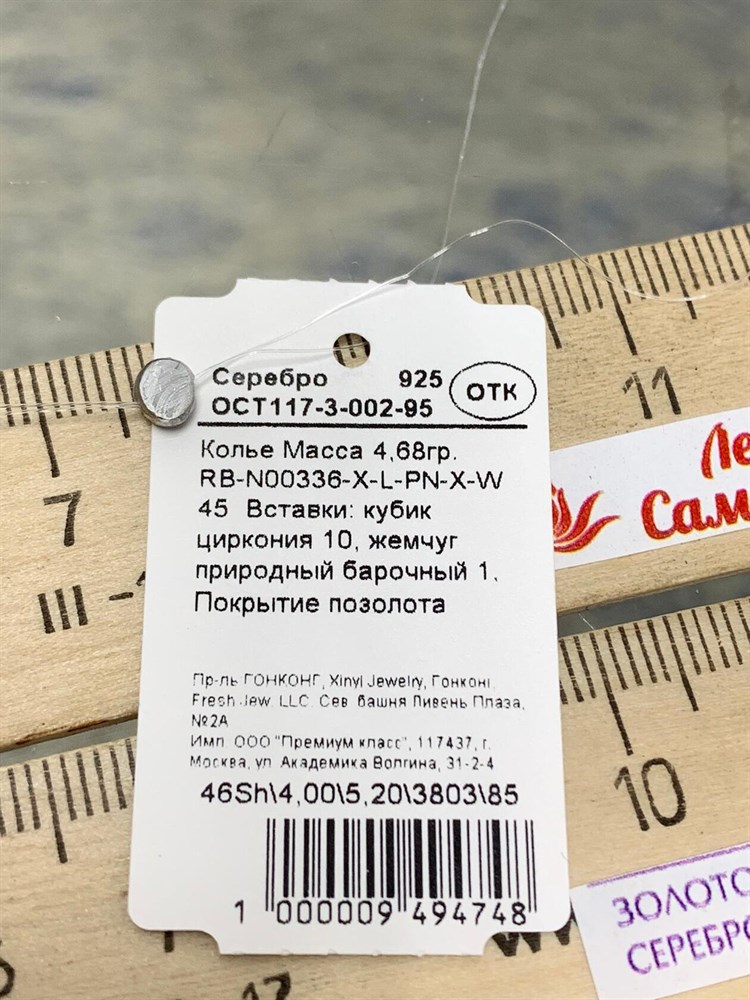 Серебро 925 ОТК
ОСТ117-3-002-95
Колье Масса 4,68гр.
RB-N00336-X-L-PN-X-W
45 Вставки: кубик
циркония 10, жемчуг
природный барочный 1,
Покрытие позолота
Пр-ль ГОНКОНГ, Xinyi Jewelry, Гонконг,
Fresh Jew. LLC. Сев. башня Ливень Плаза,
№2А
Имп. ООО "Премиум класс", 117437, г.
Москва, ул. Академика Волгина, 31-2-4
46Sh\4,00\5,20\3803\85
1 000009 494748
7
11
10
12
ЗОЛОТО
СЕРЕБРО